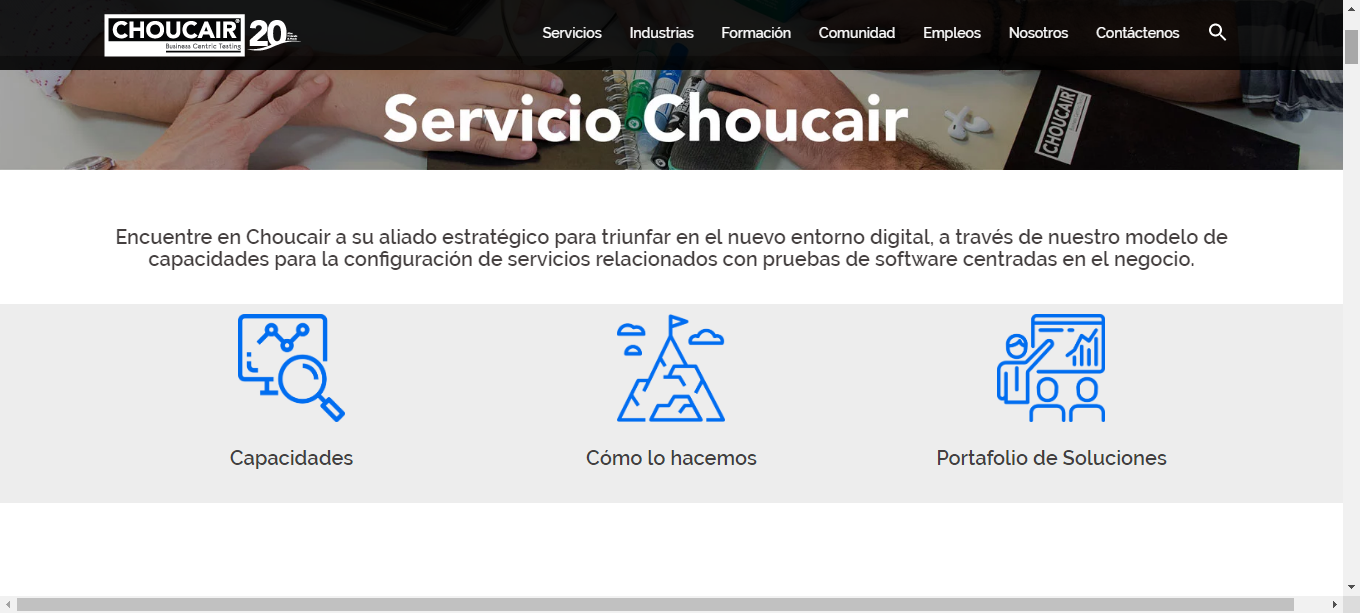 CHOUCAIR
Business Centric Testing
20
Servicios
Industrias
Formación
Comunidad
Empleos
Nosotros
Contáctenos
Servicio Choucair
CHOUCAIR
Encuentre en Choucair a su aliado estratégico para triunfar en el nuevo entorno digital, a través de nuestro modelo de
capacidades para la configuración de servicios relacionados con pruebas de software centradas en el negocio.
Capacidades
Cómo lo hacemos
Portafolio de Soluciones